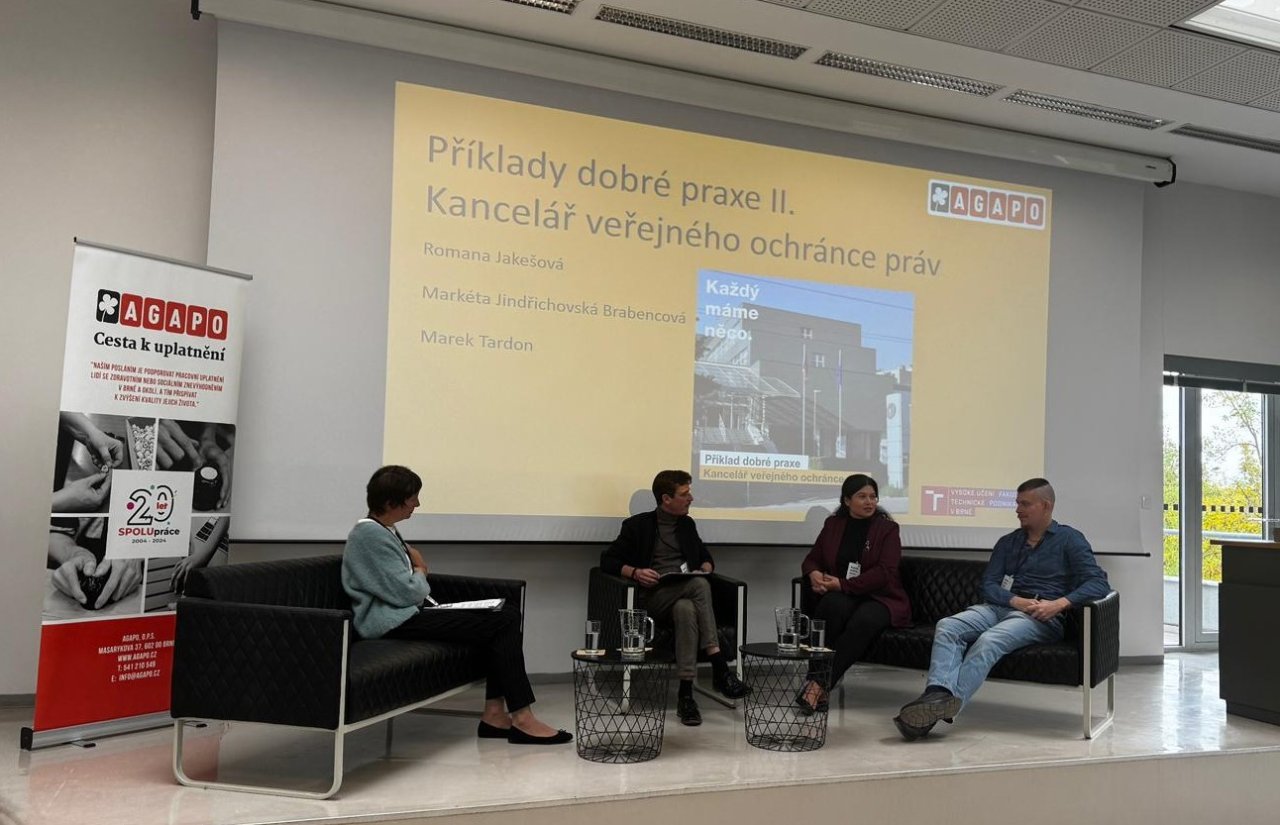 Příklady dobré praxe II.
Kancelář veřejného ochránce práv
AGAPO
Romana Jakešová
Markéta Jindřichovská Brabencová
Marek Tardon
Každý
máme
něco.
Příklad dobré praxe
Kancelář veřejného ochránce
VYSOKÉ UČENÍ
TECHNICKÉ
V BRNĚ
AGAPO
Cesta k uplatnění
"NAŠÍM POSLÁNÍM JE PODPOROVAT PRACOVNÍ UPLATNĚNÍ
LIDÍ SE ZDRAVOTNÍM NEBO SOCIÁLNÍM ZNEVÝHODNĚNÍM
V BRNĚ A OKOLÍ, A TÍM PŘISPÍVAT
K ZVÝŠENÍ KVALITY JEJICH ŽIVOTA."
20 let
SPOLUpráce
2004 - 2024
AGAPO, O.P.S.
MASARYKOVA 37, 602 00 BRNO
WWW.AGAPO.CZ
T: 541 210 549
E: INFO@AGAPO.CZ